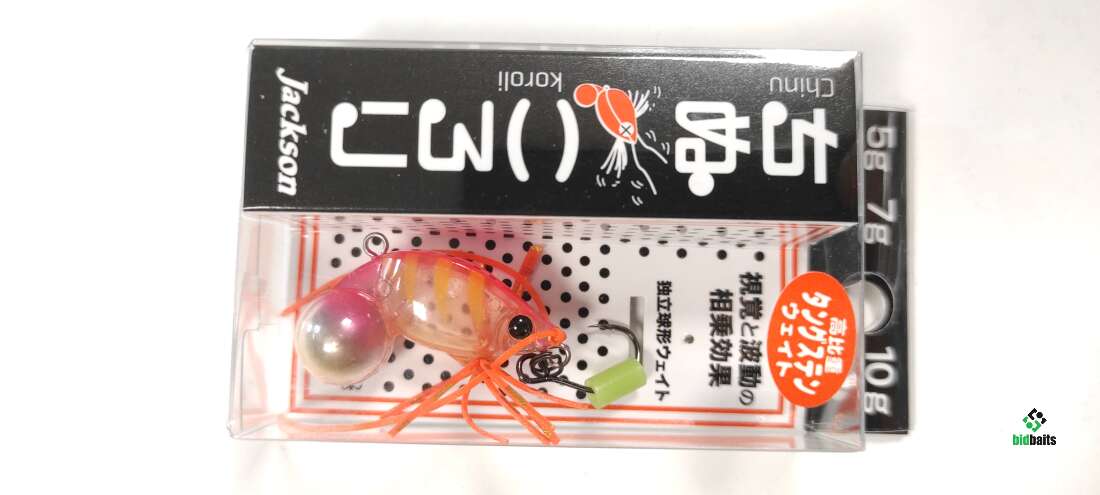 Chinu
koroli
ちぬころり
Jackson
5g 7g 10g
高比重
タングステン
ウェイト
視覚と波動の
相乗効果
独立球形ウェイト
bidbaits